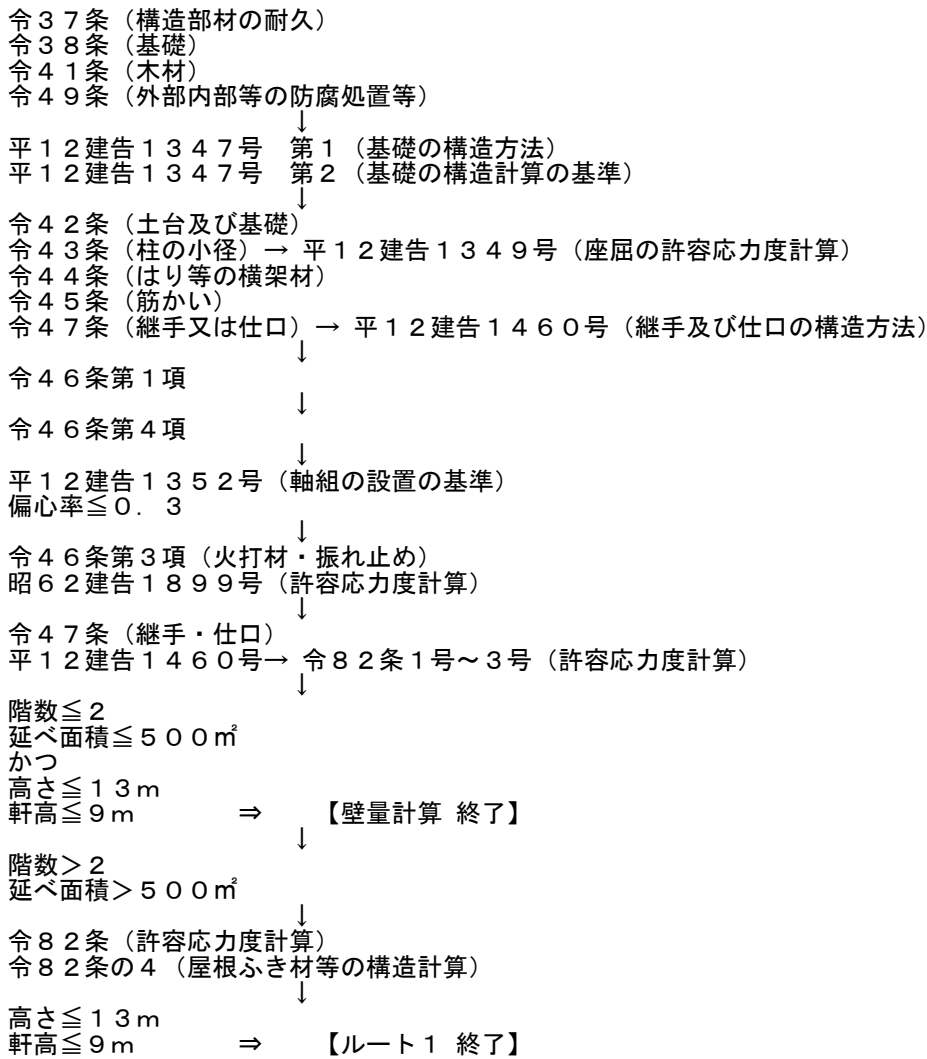 令３７条（構造部材の耐久）
令３８条（基礎）
令４１条（木材）
令４９条（外部内部等の防腐処置等）
↓
平１２建告１３４７号　第１（基礎の構造方法）
平１２建告１３４７号　第２（基礎の構造計算の基準）
↓
令４２条（土台及び基礎）
令４３条（柱の小径）→ 平１２建告１３４９号（座屈の許容応力度計算）
令４４条（はり等の横架材）
令４５条（筋かい）
令４７条（継手又は仕口）→ 平１２建告１４６０号（継手及び仕口の構造方法）
↓
令４６条第１項
↓
令４６条第４項
↓
平１２建告１３５２号（軸組の設置の基準）
偏心率≦０．３
↓
令４６条第３項（火打材・振れ止め）
昭６２建告１８９９号（許容応力度計算）
↓
令４７条（継手・仕口）
平１２建告１４６０号→ 令８２条１号～３号（許容応力度計算）
↓
階数≦２
延べ面積≦５００㎡
かつ
高さ≦１３ｍ
軒高≦９ｍ　　　　⇒　　【壁量計算 終了】
↓
階数＞２
延べ面積＞５００㎡
↓
令８２条（許容応力度計算）
令８２条の４（屋根ふき材等の構造計算）
↓
高さ≦１３ｍ
軒高≦９ｍ　　　　⇒　　【ルート１ 終了】